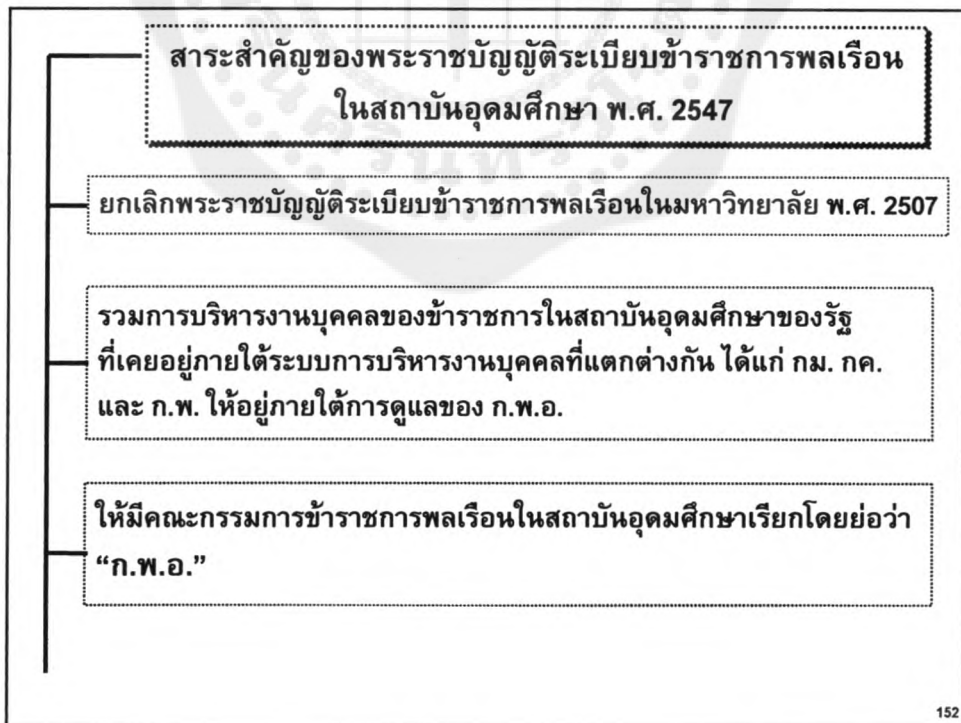 สาระสำคัญของพระราชบัญญัติระเบียบข้าราชการพลเรือน
ในสถาบันอุดมศึกษา พ.ศ. 2547
ยกเลิกพระราชบัญญัติระเบียบข้าราชการพลเรือนในมหาวิทยาลัย พ.ศ. 2507
รวมการบริหารงานบุคคลของข้าราชการในสถาบันอุดมศึกษาของรัฐ
ที่เคยอยู่ภายใต้ระบบการบริหารงานบุคคลที่แตกต่างกัน ได้แก่ กม. กค.
และ ก.พ. ให้อยู่ภายใต้การดูแลของ ก.พ.อ.
ให้มีคณะกรรมการข้าราชการพลเรือนในสถาบันอุดมศึกษาเรียกโดยย่อว่า
“ก.พ.อ.”
152